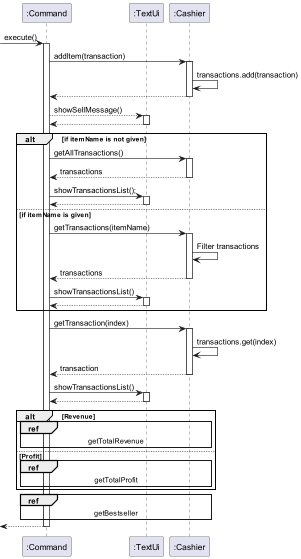 :Command :TextUi :Cashier
execute()
addItem(transaction)
transactions.add(transaction)
showSellMessage()
alt [if itemName is not given]
getAllTransactions()
transactions
showTransactionsList();
[if itemName is given]
getTransactions(itemName)
Filter transactions
transactions
showTransactionsList()
getTransaction(index)
transactions.get(index)
transaction
showTransactionsList()
alt [Revenue]
ref
getTotalRevenue
[Profit]
ref
getTotalProfit
ref
getBestseller
:Command :TextUi :Cashier